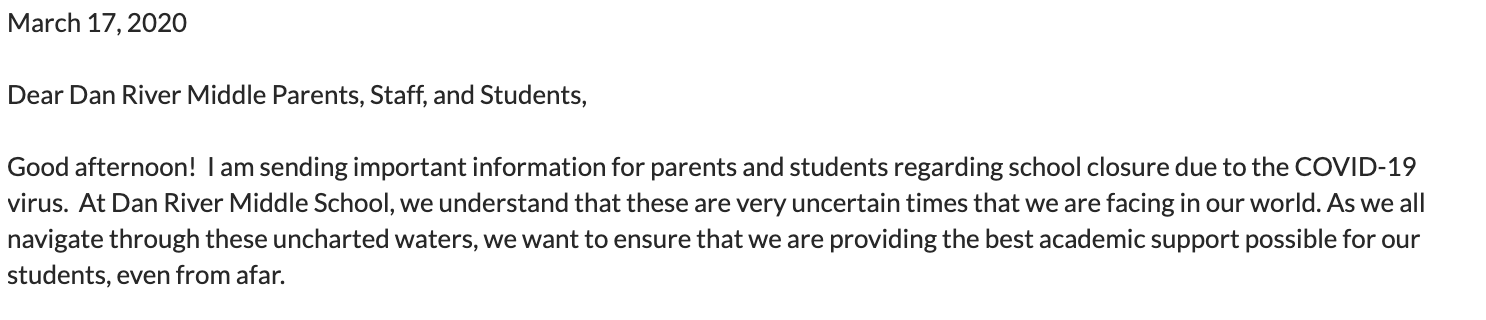 March 17, 2020
Dear Dan River Middle Parents, Staff, and Students,
Good afternoon!  I am sending important information for parents and students regarding school closure due to the COVID-19
virus.  At Dan River Middle School, we understand that these are very uncertain times that we are facing in our world. As we all
navigate through these uncharted waters, we want to ensure that we are providing the best academic support possible for our
students, even from afar.